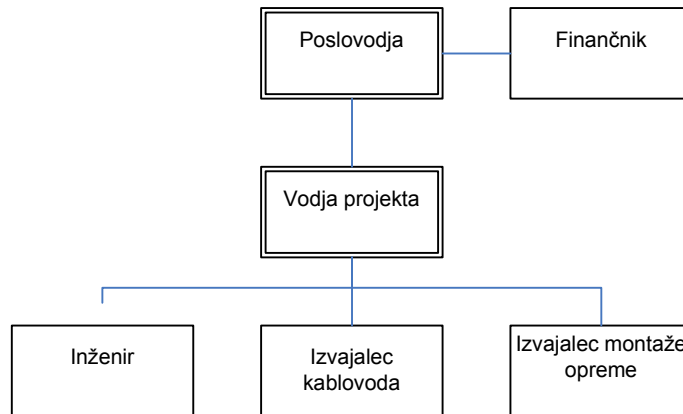 Poslovodja
Finančnik
Vodja projekta
Inženir
Izvajalec
kablovoda
Izvajalec montaže
opreme